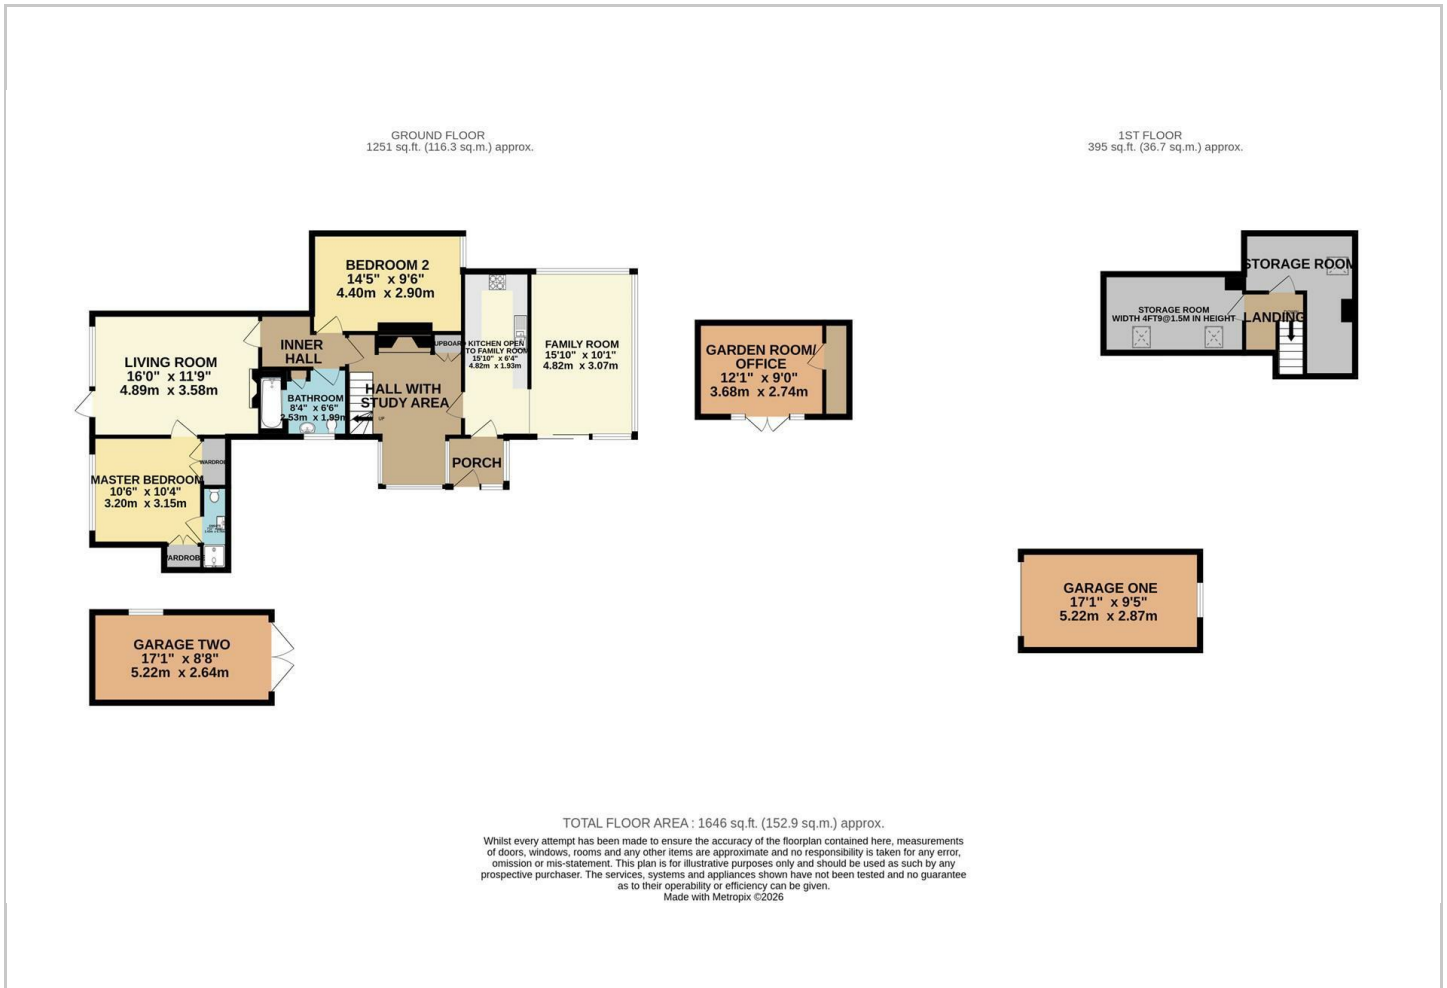 GROUND FLOOR
1251 sq.ft. (116.3 sq.m.) approx.
1ST FLOOR
395 sq.ft. (36.7 sq.m.) approx.
BEDROOM 2
14'5" x 9'6"
4.40m x 2.90m
INNER
HALL
LIVING ROOM
16'0" x 11'9"
4.89m x 3.58m
UPBOARD
KITCHEN OPEN
TO FAMILY ROOM
15'10" x 6'4"
4.82m x 1.93m
FAMILY ROOM
15'10" x 10'1"
4.82m x 3.07m
HALL WITH
STUDY AREA
BATHROOM
8'4" x 6'6"
2.53m x 1.99m
UP
PORCH
MASTER BEDROOM
10'6" x 10'4"
3.20m x 3.15m
WARDROBE
WARDROBE
GARDEN ROOM/
OFFICE
12'1" x 9'0"
3.68m x 2.74m
STORAGE ROOM
STORAGE ROOM
WIDTH 4FT9@1.5M IN HEIGHT
LANDING
GARAGE ONE
17'1" x 9'5"
5.22m x 2.87m
GARAGE TWO
17'1" x 8'8"
5.22m x 2.64m
TOTAL FLOOR AREA : 1646 sq.ft. (152.9 sq.m.) approx.
Whilst every attempt has been made to ensure the accuracy of the floorplan contained here, measurements
of doors, windows, rooms and any other items are approximate and no responsibility is taken for any error,
omission or mis-statement. This plan is for illustrative purposes only and should be used as such by any
prospective purchaser. The services, systems and appliances shown have not been tested and no guarantee
as to their operability or efficiency can be given.
Made with Metropix ©2026